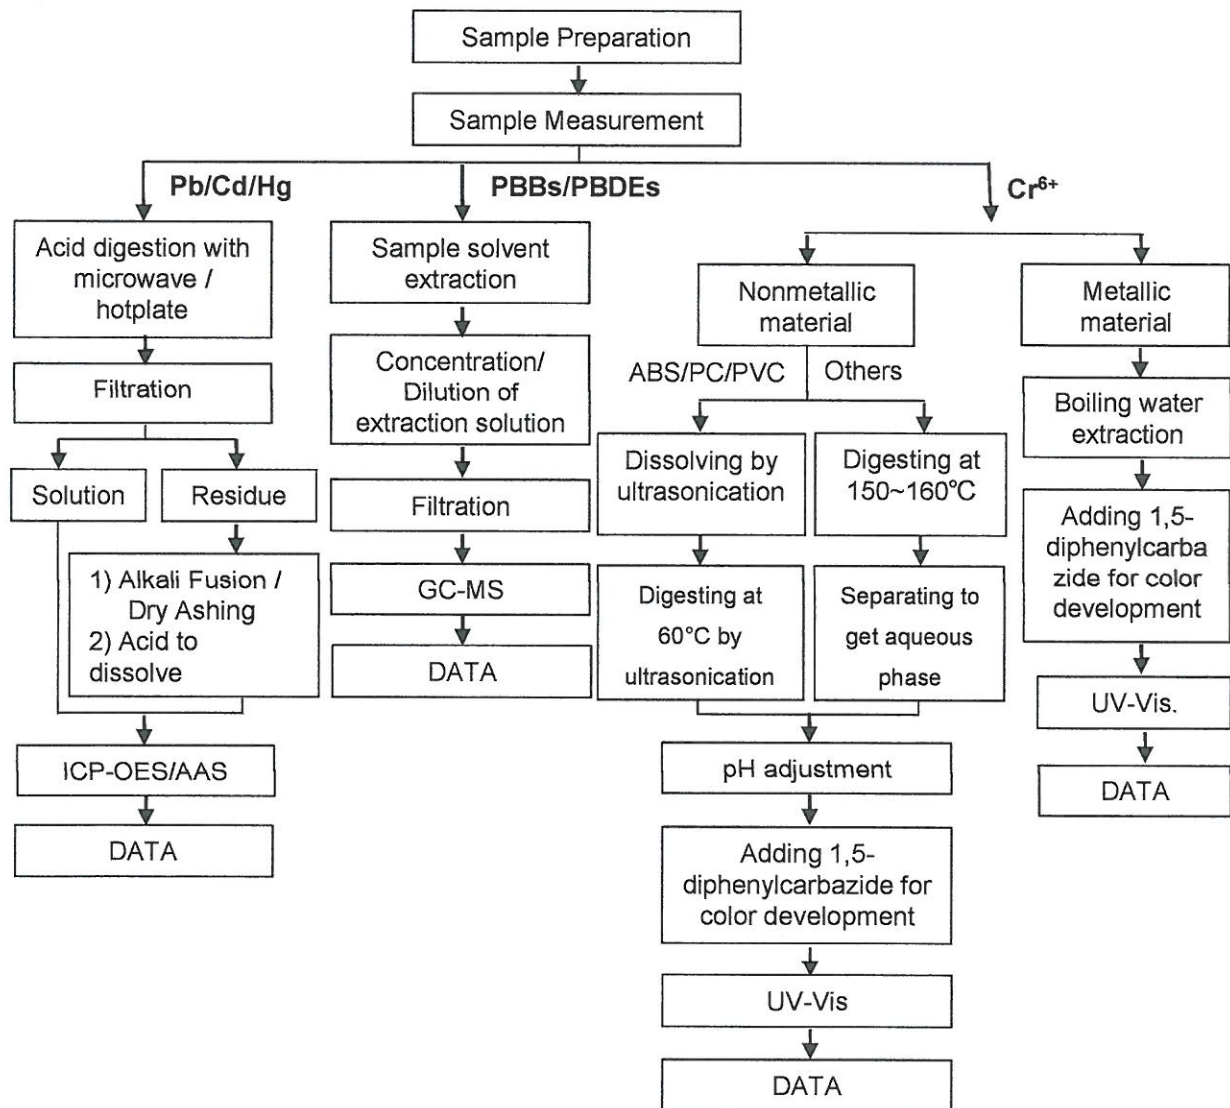 Sample Preparation
Sample Measurement
Pb/Cd/Hg
PBBs/PBDEs
Cr⁶⁺
Acid digestion with
microwave /
hotplate
Filtration
Solution
Residue
1) Alkali Fusion /
Dry Ashing
2) Acid to
dissolve
ICP-OES/AAS
DATA
Sample solvent
extraction
Concentration/
Dilution of
extraction solution
Filtration
GC-MS
DATA
Nonmetallic
material
ABS/PC/PVC
Others
Dissolving by
ultrasonication
Digesting at
60°C by
ultrasonication
Digesting at
150~160°C
Separating to
get aqueous
phase
pH adjustment
Adding 1,5-
diphenylcarbazide for
color development
UV-Vis
DATA
Metallic
material
Boiling water
extraction
Adding 1,5-
diphenylcarba
zide for color
development
UV-Vis.
DATA